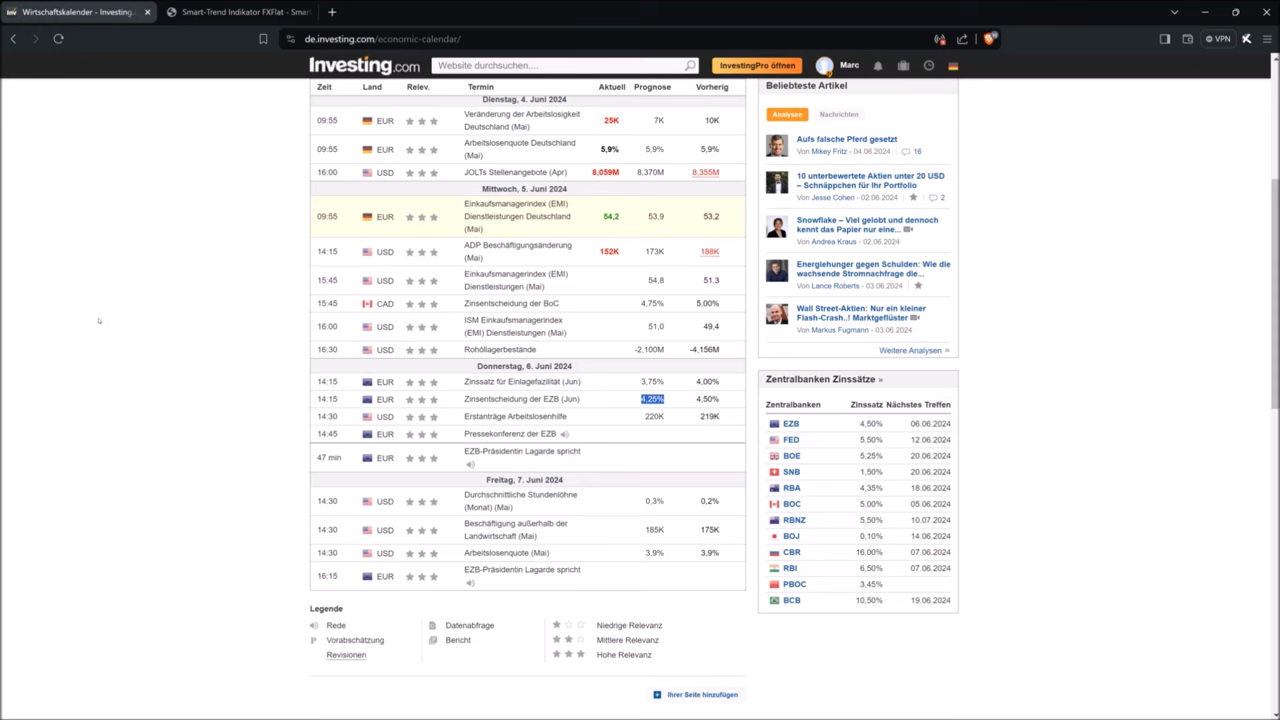 Wirtschaftskalender - Investing.
Smart-Trend Indikator FXFlat - Smart
de.investing.com/economic-calendar/
VPN
Investing.com
Website durchsuchen....
InvestingPro öffnen
Marc
Zeit Land Relev. Termin Aktuell Prognose Vorherig
Dienstag, 4. Juni 2024
09:55 EUR Veränderung der Arbeitslosigkeit 25K 7K 10K
Deutschland (Mai)
09:55 EUR Arbeitslosenquote Deutschland 5,9% 5,9% 5,9%
(Mai)
16:00 USD JOLTs Stellenangebote (Apr) 8,059M 8,370M 8,355M
Mittwoch, 5. Juni 2024
09:55 EUR Einkaufsmanagerindex (EMI) 54,2 53,9 53,2
Dienstleistungen Deutschland
(Mai)
14:15 USD ADP Beschäftigungsänderung 152K 173K 188K
(Mai)
15:45 USD Einkaufsmanagerindex (EMI) 54,8 51,3
Dienstleistungen (Mai)
15:45 CAD Zinsentscheidung der BoC 4,75% 5,00%
16:00 USD ISM Einkaufsmanagerindex 51,0 49,4
(EMI) Dienstleistungen (Mai)
16:30 USD Rohöllagerbestände -2,100M -4,156M
Donnerstag, 6. Juni 2024
14:15 EUR Zinssatz für Einlagefazilität (Jun) 3,75% 4,00%
14:15 EUR Zinsentscheidung der EZB (Jun) 4,25% 4,50%
14:30 USD Erstanträge Arbeitslosenhilfe 220K 219K
14:45 EUR Pressekonferenz der EZB
47 min EUR EZB-Präsidentin Lagarde spricht
Freitag, 7. Juni 2024
14:30 USD Durchschnittliche Stundenlöhne 0,3% 0,2%
(Monat) (Mai)
14:30 USD Beschäftigung außerhalb der 185K 175K
Landwirtschaft (Mai)
14:30 USD Arbeitslosenquote (Mai) 3,9% 3,9%
16:15 EUR EZB-Präsidentin Lagarde spricht
Legende
Rede Datenabfrage Niedrige Relevanz
P Vorabschätzung Bericht Mittlere Relevanz
Revisionen Hohe Relevanz
Ihrer Seite hinzufügen
Beliebteste Artikel
Analysen Nachrichten
Aufs falsche Pferd gesetzt
Von Mikey Fritz - 04.06.2024 16
10 unterbewertete Aktien unter 20 USD
– Schnäppchen für Ihr Portfolio
Von Jesse Cohen - 02.06.2024 2
Snowflake – Viel gelobt und dennoch
kennt das Papier nur eine...
Von Andrea Kraus - 02.06.2024
Energiehunger gegen Schulden: Wie die
wachsende Stromnachfrage die...
Von Lance Roberts - 03.06.2024
Wall Street-Aktien: Nur ein kleiner
Flash-Crash..! Marktgeflüster
Von Markus Fugmann - 03.06.2024
Weitere Analysen »
Zentralbanken Zinssätze »
Zentralbanken Zinssatz Nächstes Treffen
EZB 4,50% 06.06.2024
FED 5,50% 12.06.2024
BOE 5,25% 20.06.2024
SNB 1,50% 20.06.2024
RBA 4,35% 18.06.2024
BOC 5,00% 05.06.2024
RBNZ 5,50% 10.07.2024
BOJ 0,10% 14.06.2024
CBR 16,00% 07.06.2024
RBI 6,50% 07.06.2024
PBOC 3,45%
BCB 10,50% 19.06.2024